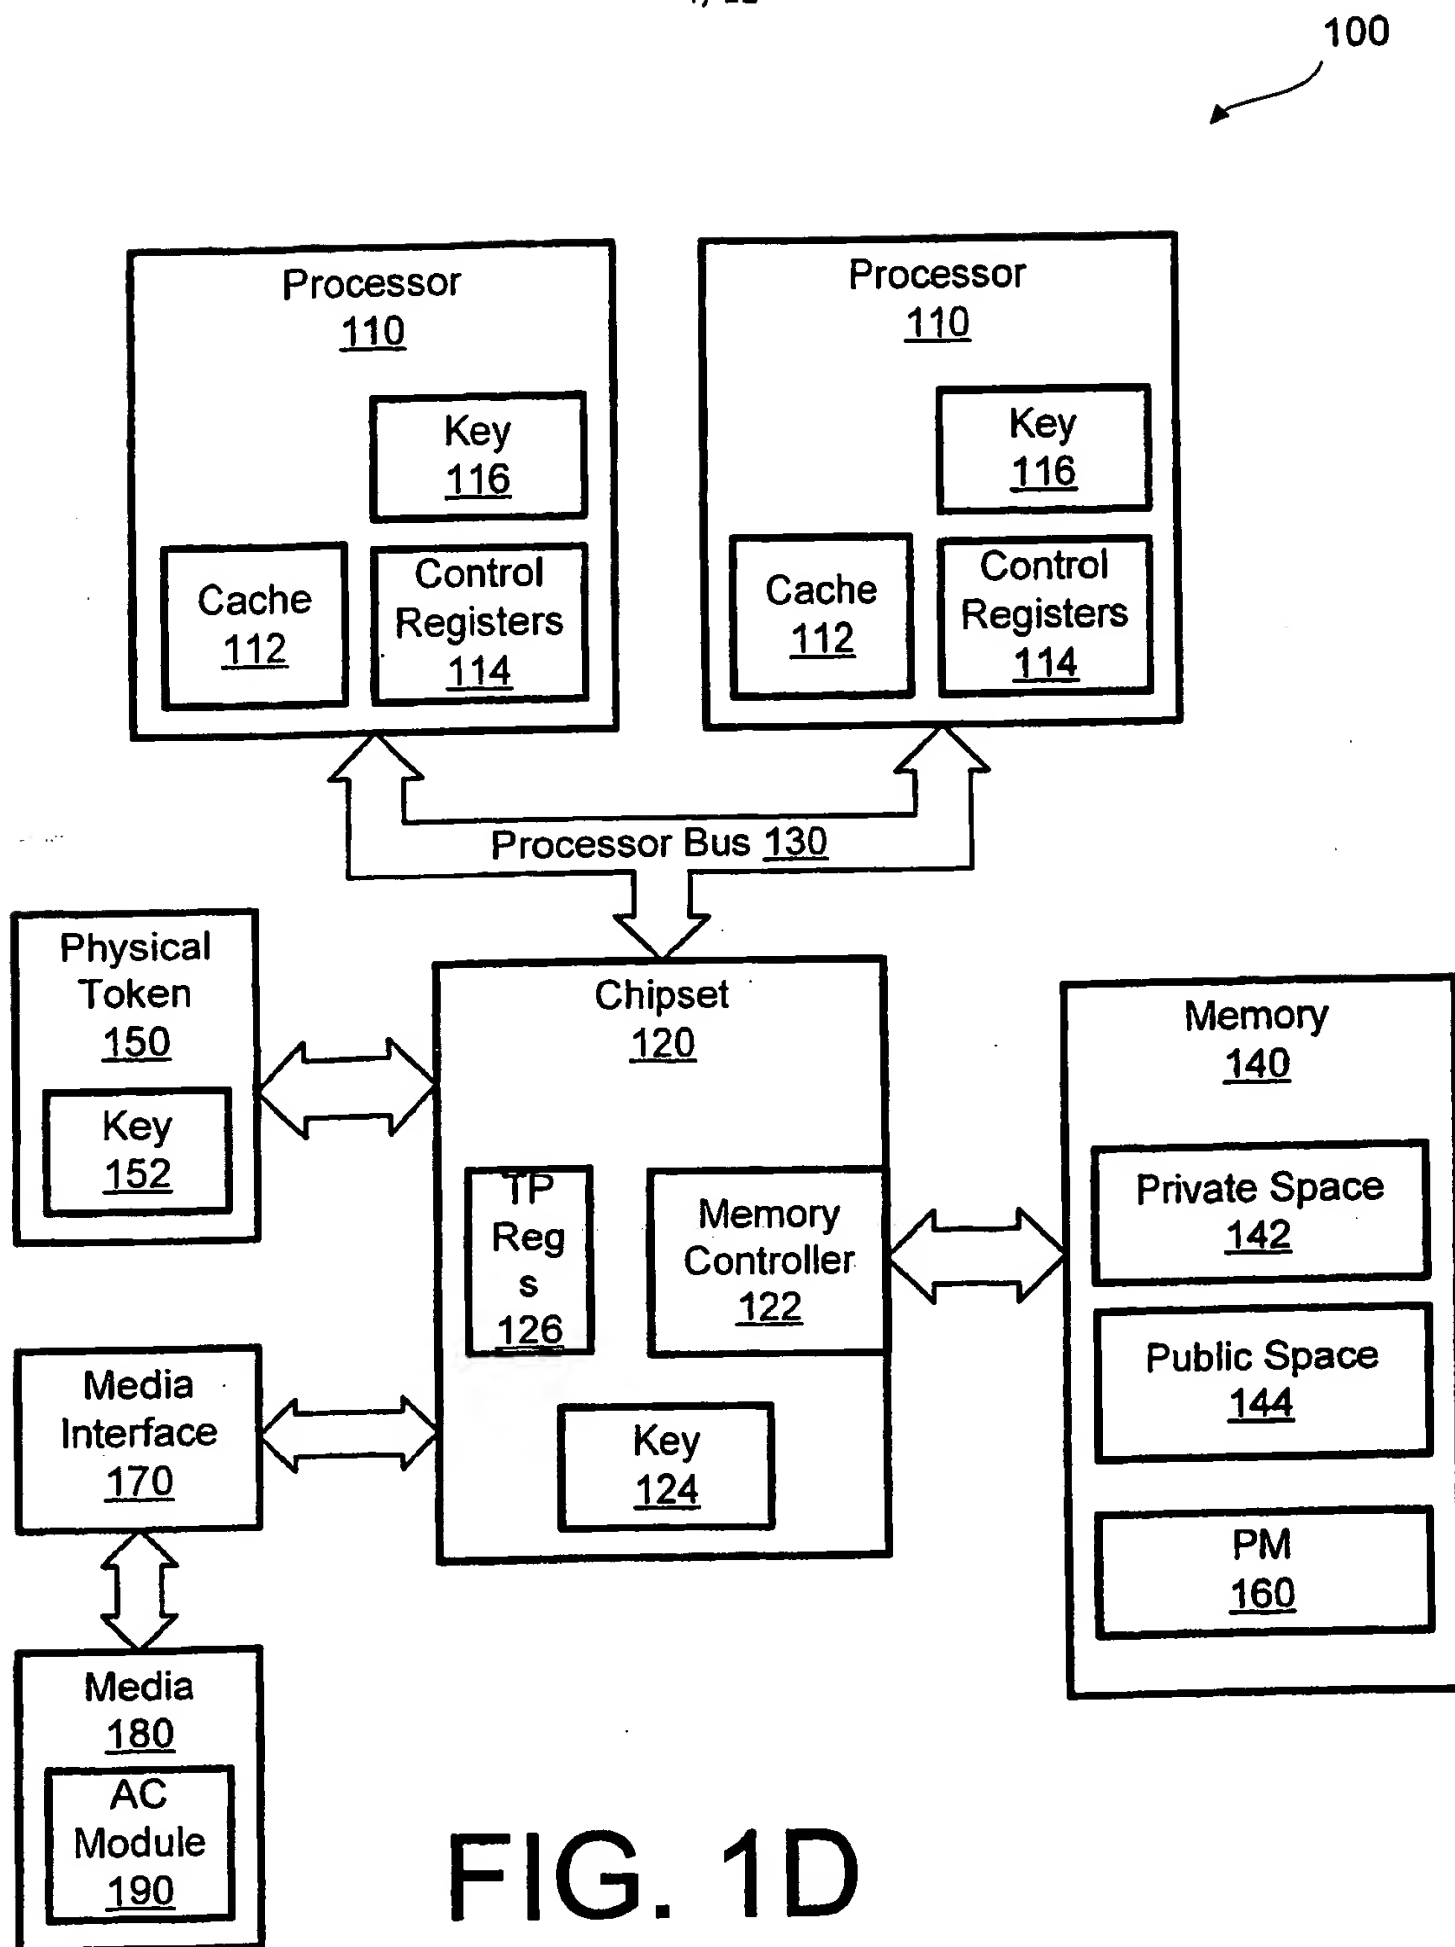 100
Processor
110
Key
116
Cache
112
Control
Registers
114
Processor
110
Key
116
Cache
112
Control
Registers
114
Processor Bus 130
Physical
Token
150
Key
152
Chipset
120
TP
Reg
s
126
Memory
Controller
122
Key
124
Memory
140
Private Space
142
Public Space
144
PM
160
Media
Interface
170
Media
180
AC
Module
190
FIG. 1D